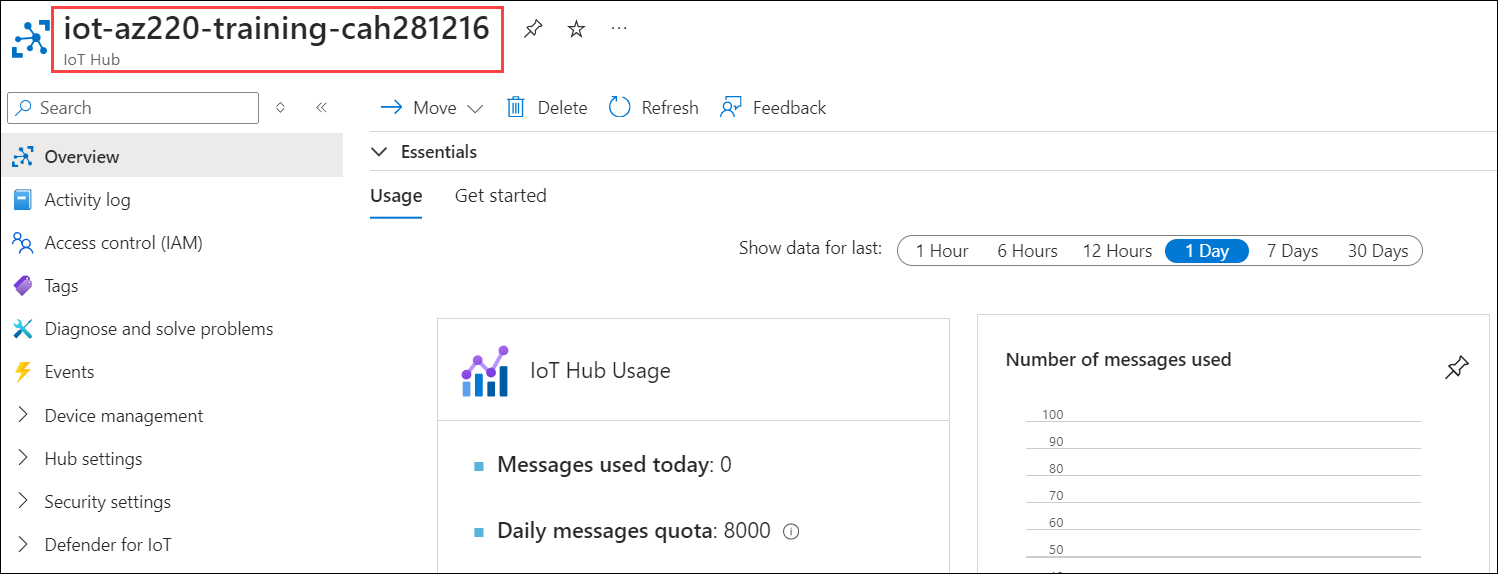 iot-az220-training-cah281216
...
IoT Hub
Search
Move
Delete
Refresh
Feedback
Overview
Activity log
Access control (IAM)
Tags
Diagnose and solve problems
Events
Device management
Hub settings
Security settings
Defender for IoT
Essentials
Usage
Get started
Show data for last:
1 Hour
6 Hours
12 Hours
1 Day
7 Days
30 Days
IoT Hub Usage
Messages used today: 0
Daily messages quota: 8000
Number of messages used
100
90
80
70
60
50